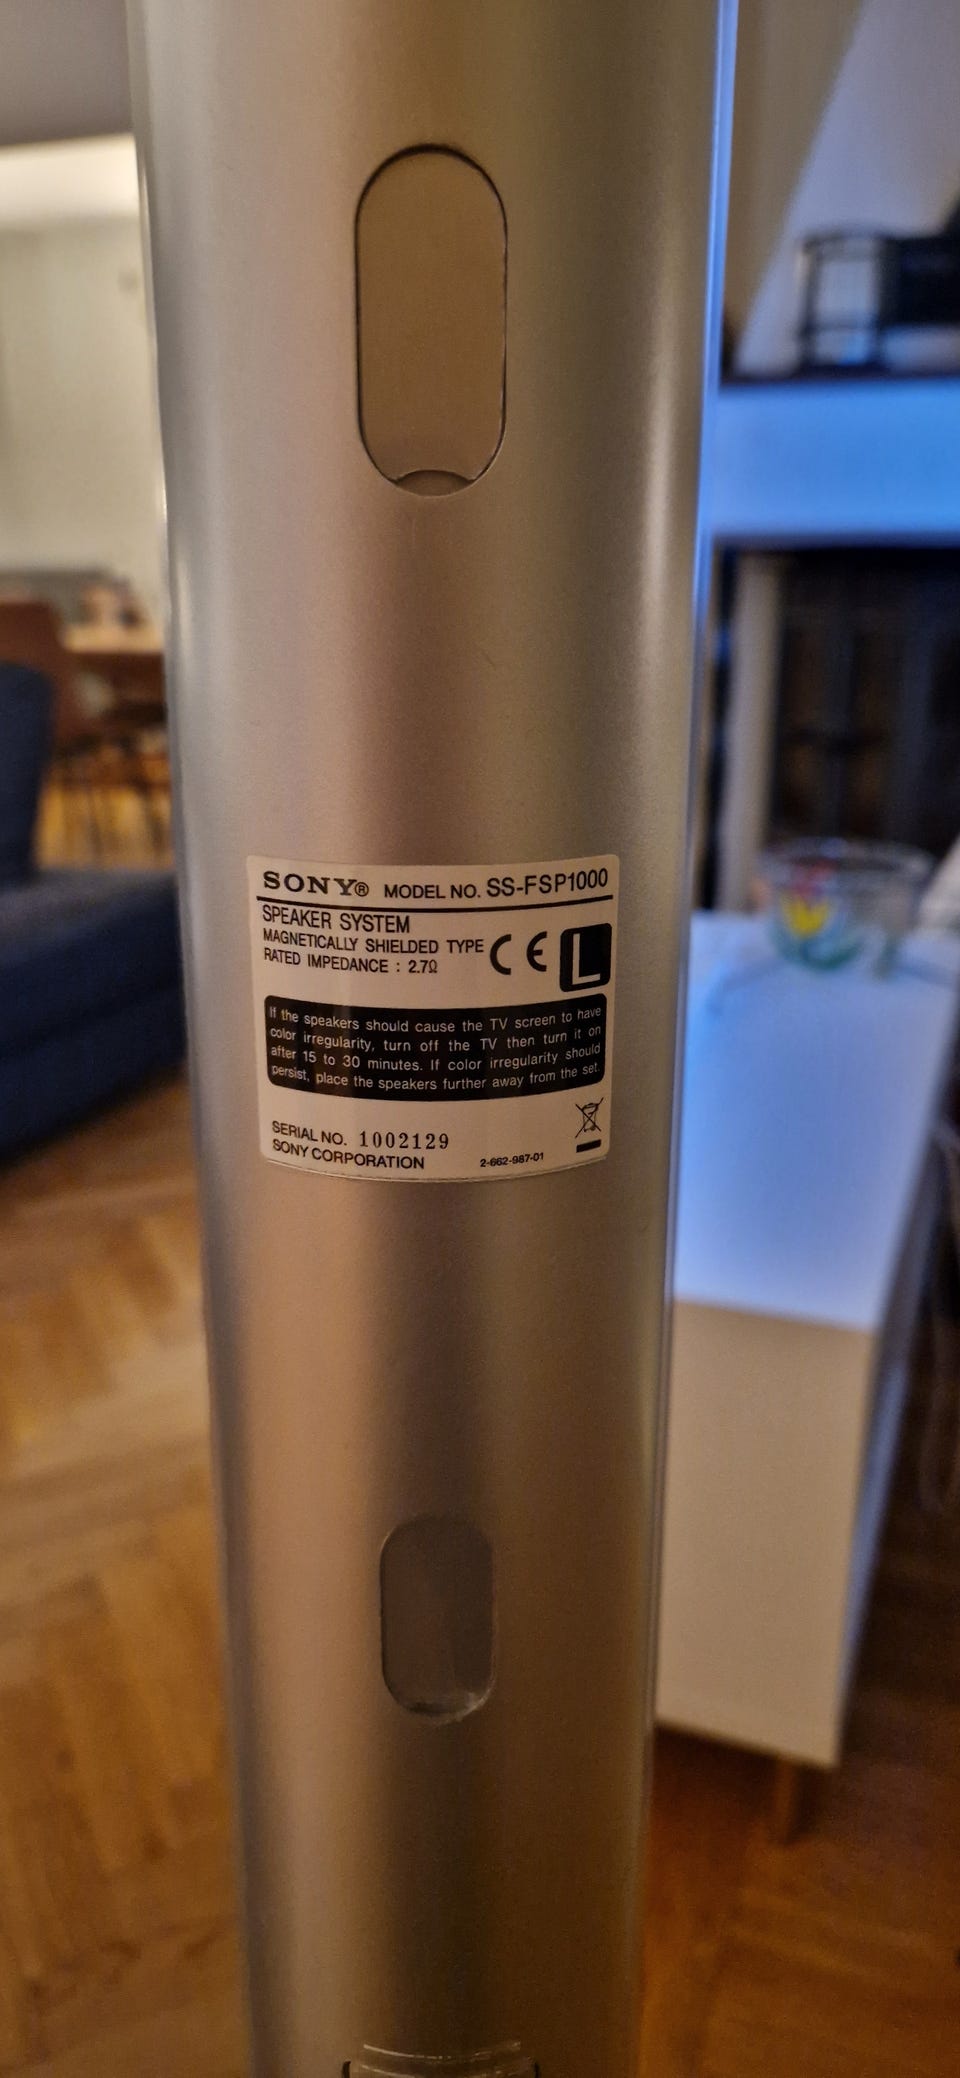 SONY® MODEL NO. SS-FSP1000
SPEAKER SYSTEM
MAGNETICALLY SHIELDED TYPE
RATED IMPEDANCE : 2.7Ω
CE L
If the speakers should cause the TV screen to have
color irregularity, turn off the TV then turn it on
after 15 to 30 minutes. If color irregularity should
persist, place the speakers further away from the set.
SERIAL NO. 1002129
SONY CORPORATION 2-662-987-01